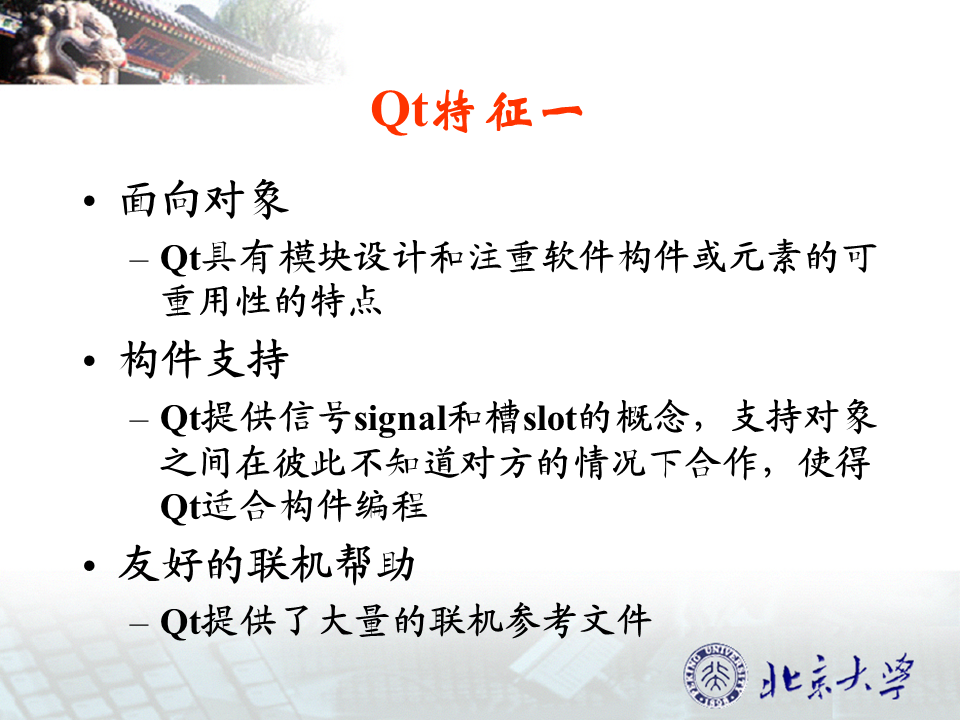 Qt特征一
• 面向对象
– Qt具有模块设计和注重软件构件或元素的可
重用性的特点
• 构件支持
– Qt提供信号signal和槽slot的概念，支持对象
之间在彼此不知道对方的情况下合作，使得
Qt适合构件编程
• 友好的联机帮助
– Qt提供了大量的联机参考文件
PEKING UNIVERSITY
1898
北京大学